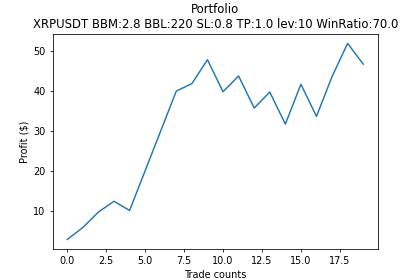 Portfolio
XRPUSDT BBM:2.8 BBL:220 SL:0.8 TP:1.0 lev:10 WinRatio:70.0
50
40
30
20
10
Profit ($)
0.0 2.5 5.0 7.5 10.0 12.5 15.0 17.5
Trade counts